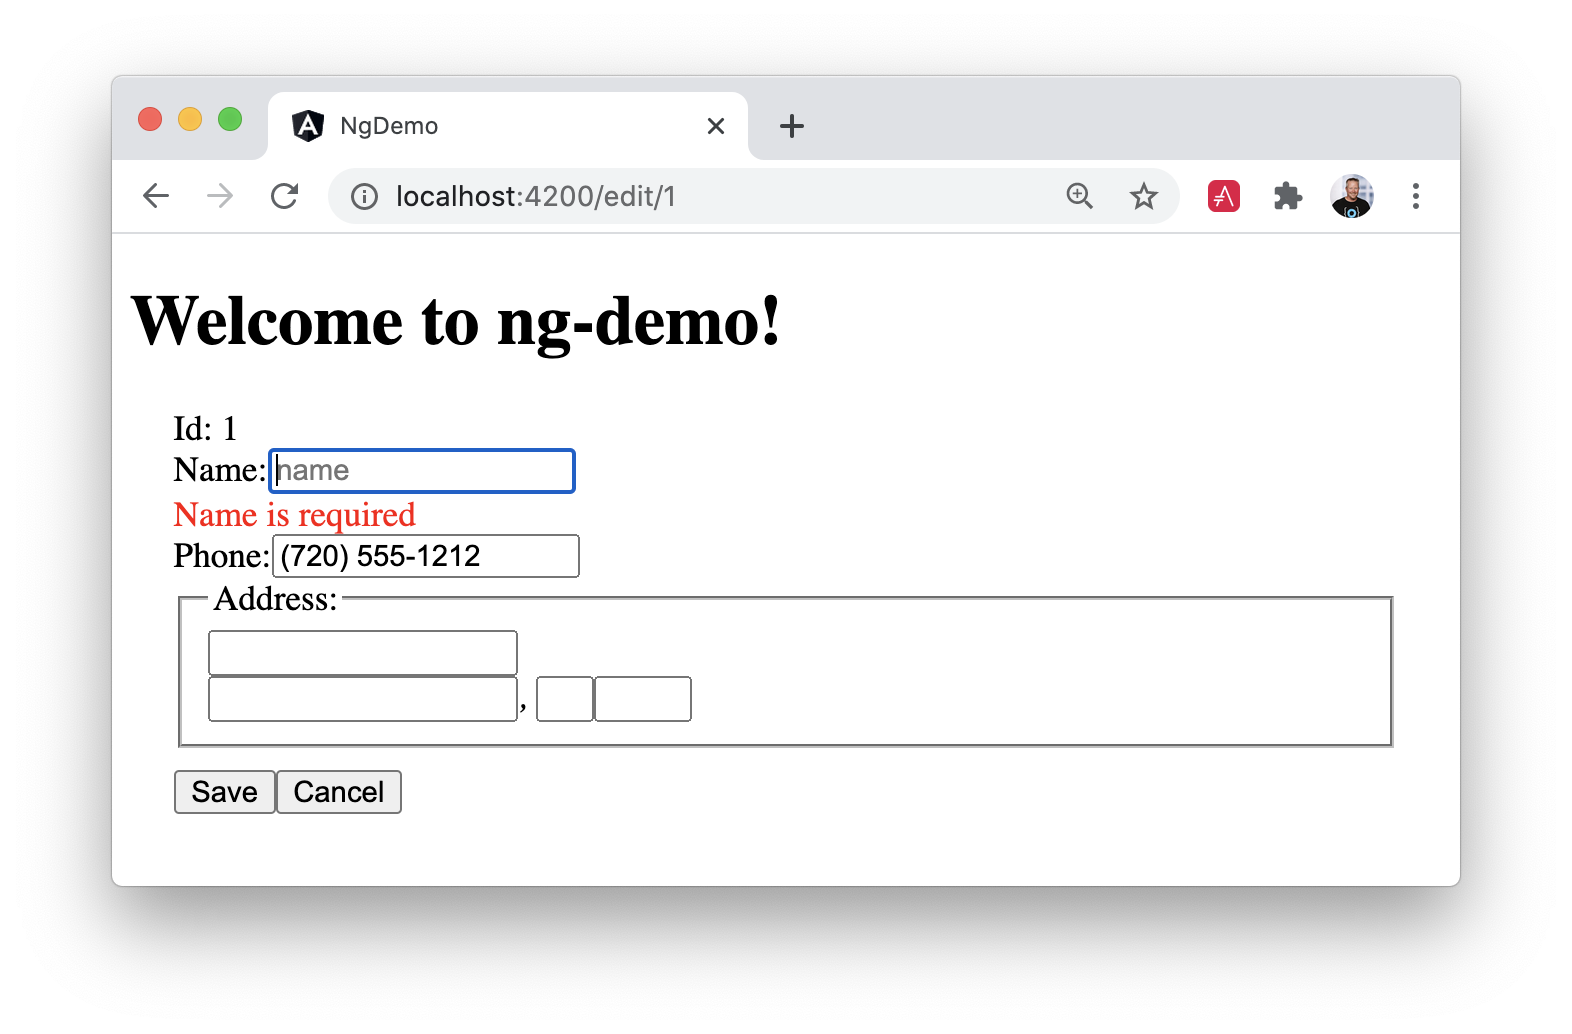 NgDemo
localhost:4200/edit/1
Welcome to ng-demo!
Id: 1
Name: name
Name is required
Phone: (720) 555-1212
Address:
,
Save Cancel